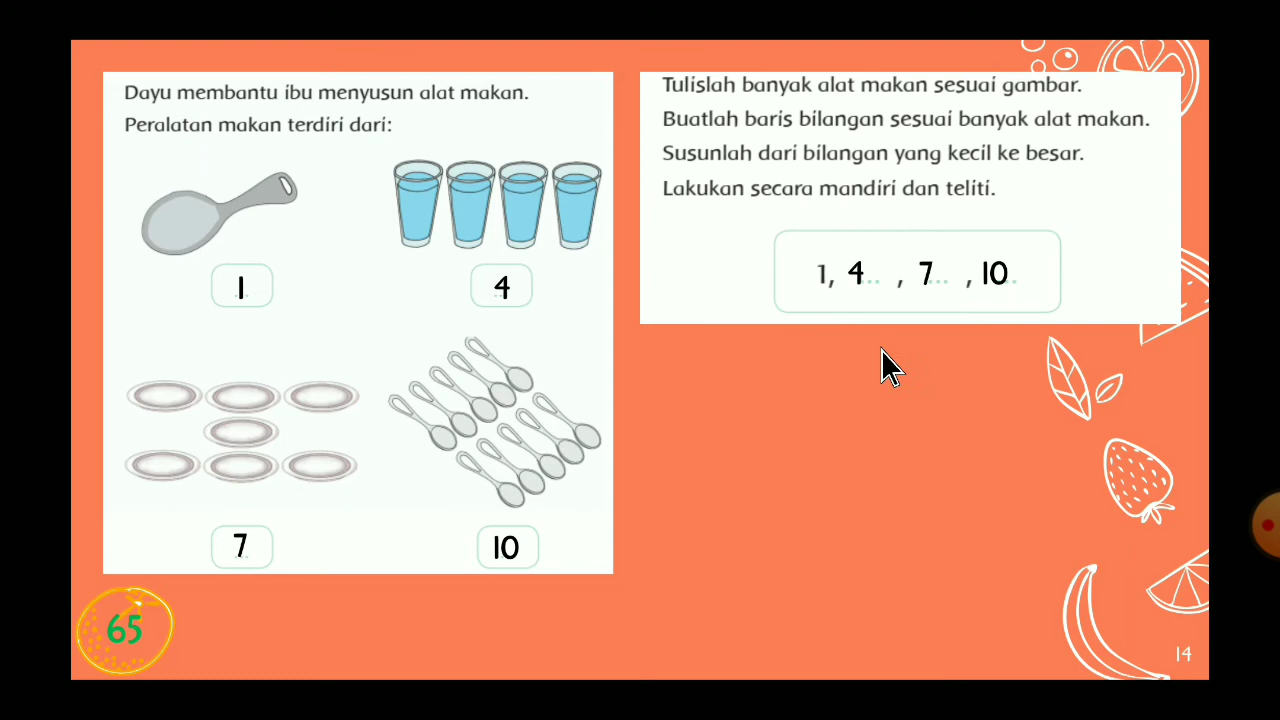 Dayu membantu ibu menyusun alat makan.
Peralatan makan terdiri dari:
1
4
7
10
Tulislah banyak alat makan sesuai gambar.
Buatlah baris bilangan sesuai banyak alat makan.
Susunlah dari bilangan yang kecil ke besar.
Lakukan secara mandiri dan teliti.
1, 4... , 7... , 10..
65
14